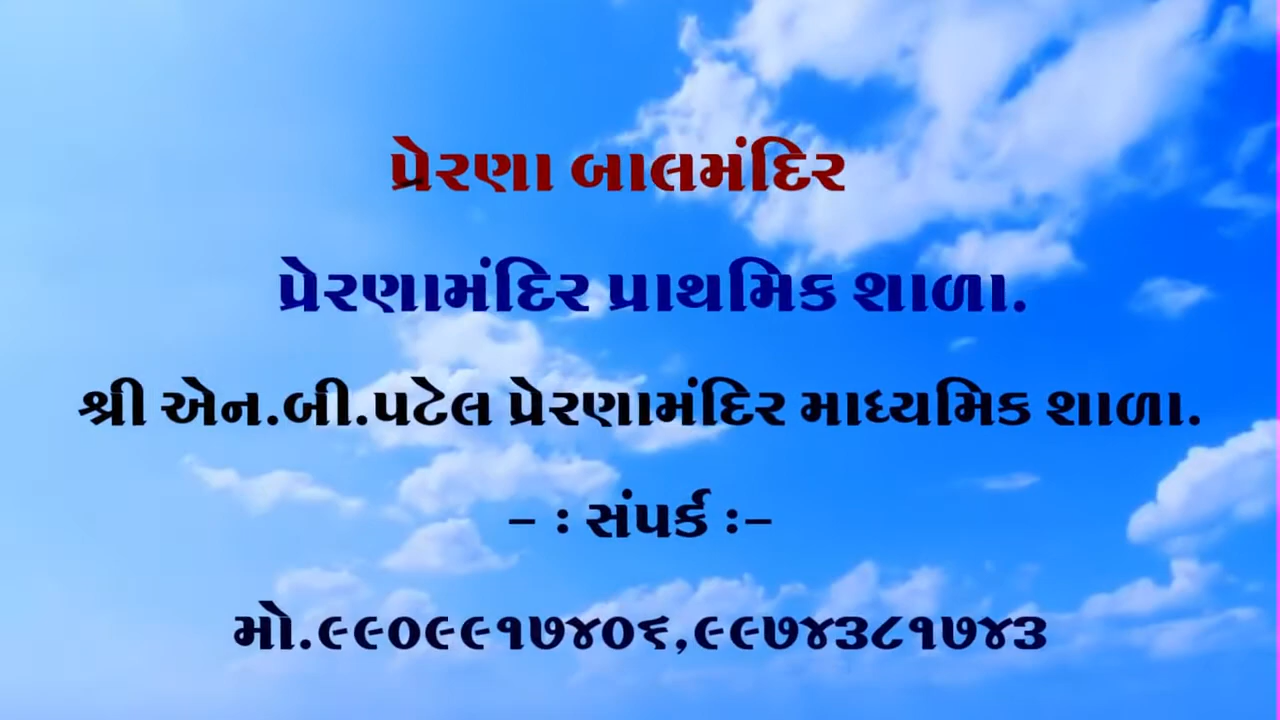 પ્રેરણા બાલમંદિર
પ્રેરણામંદિર પ્રાથમિક શાળા.
શ્રી એન.બી.પટેલ પ્રેરણામંદિર માધ્યમિક શાળા.
- : સંપર્ક :-
મો.૯૯૦૯૯૧૭૪૦૬,૯૯૭૪૩૮૧૭૪૩